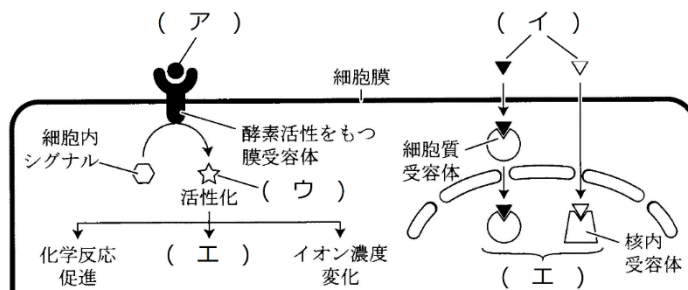 ( ア )
( イ )
細胞膜
細胞内
シグナル
酵素活性をもつ
膜受容体
( ウ )
活性化
化学反応
促進
( エ )
イオン濃度
変化
細胞質
受容体
核内
受容体
( エ )